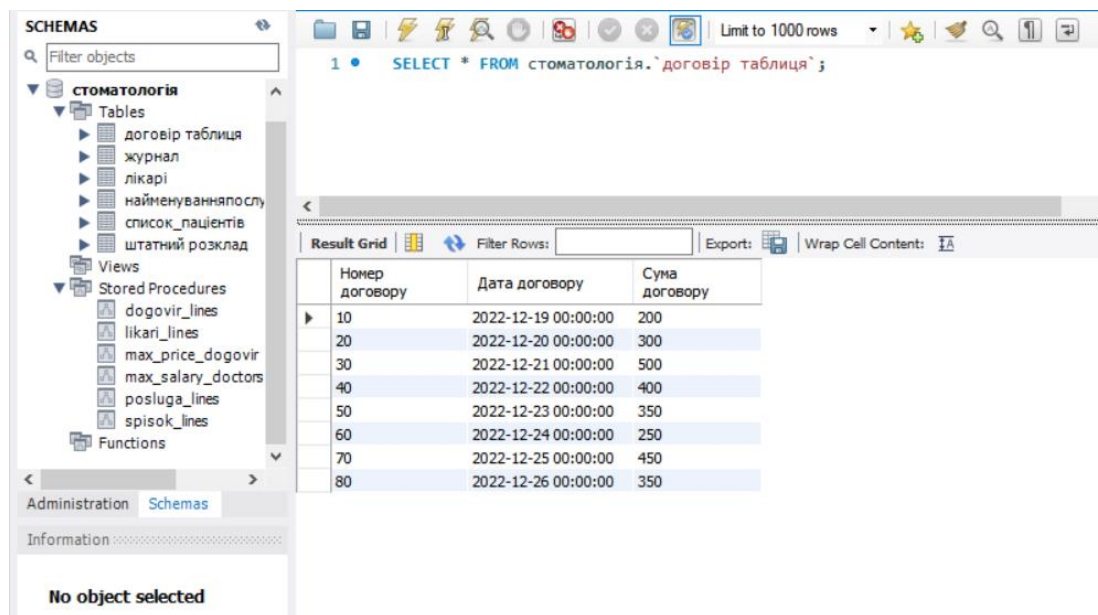 SCHEMAS
Filter objects
стоматологія
Tables
договір таблиця
журнал
лікарі
найменуванняпослу
список_пацієнтів
штатний розклад
Views
Stored Procedures
dogovir_lines
likari_lines
max_price_dogovir
max_salary_doctors
posluga_lines
spisok_lines
Functions
Administration Schemas
Information
No object selected
Limit to 1000 rows
1 SELECT * FROM стоматологія.`договір таблиця`;
Result Grid Filter Rows: Export: Wrap Cell Content: IA
Номер договору Дата договору Сума договору
10 2022-12-19 00:00:00 200
20 2022-12-20 00:00:00 300
30 2022-12-21 00:00:00 500
40 2022-12-22 00:00:00 400
50 2022-12-23 00:00:00 350
60 2022-12-24 00:00:00 250
70 2022-12-25 00:00:00 450
80 2022-12-26 00:00:00 350